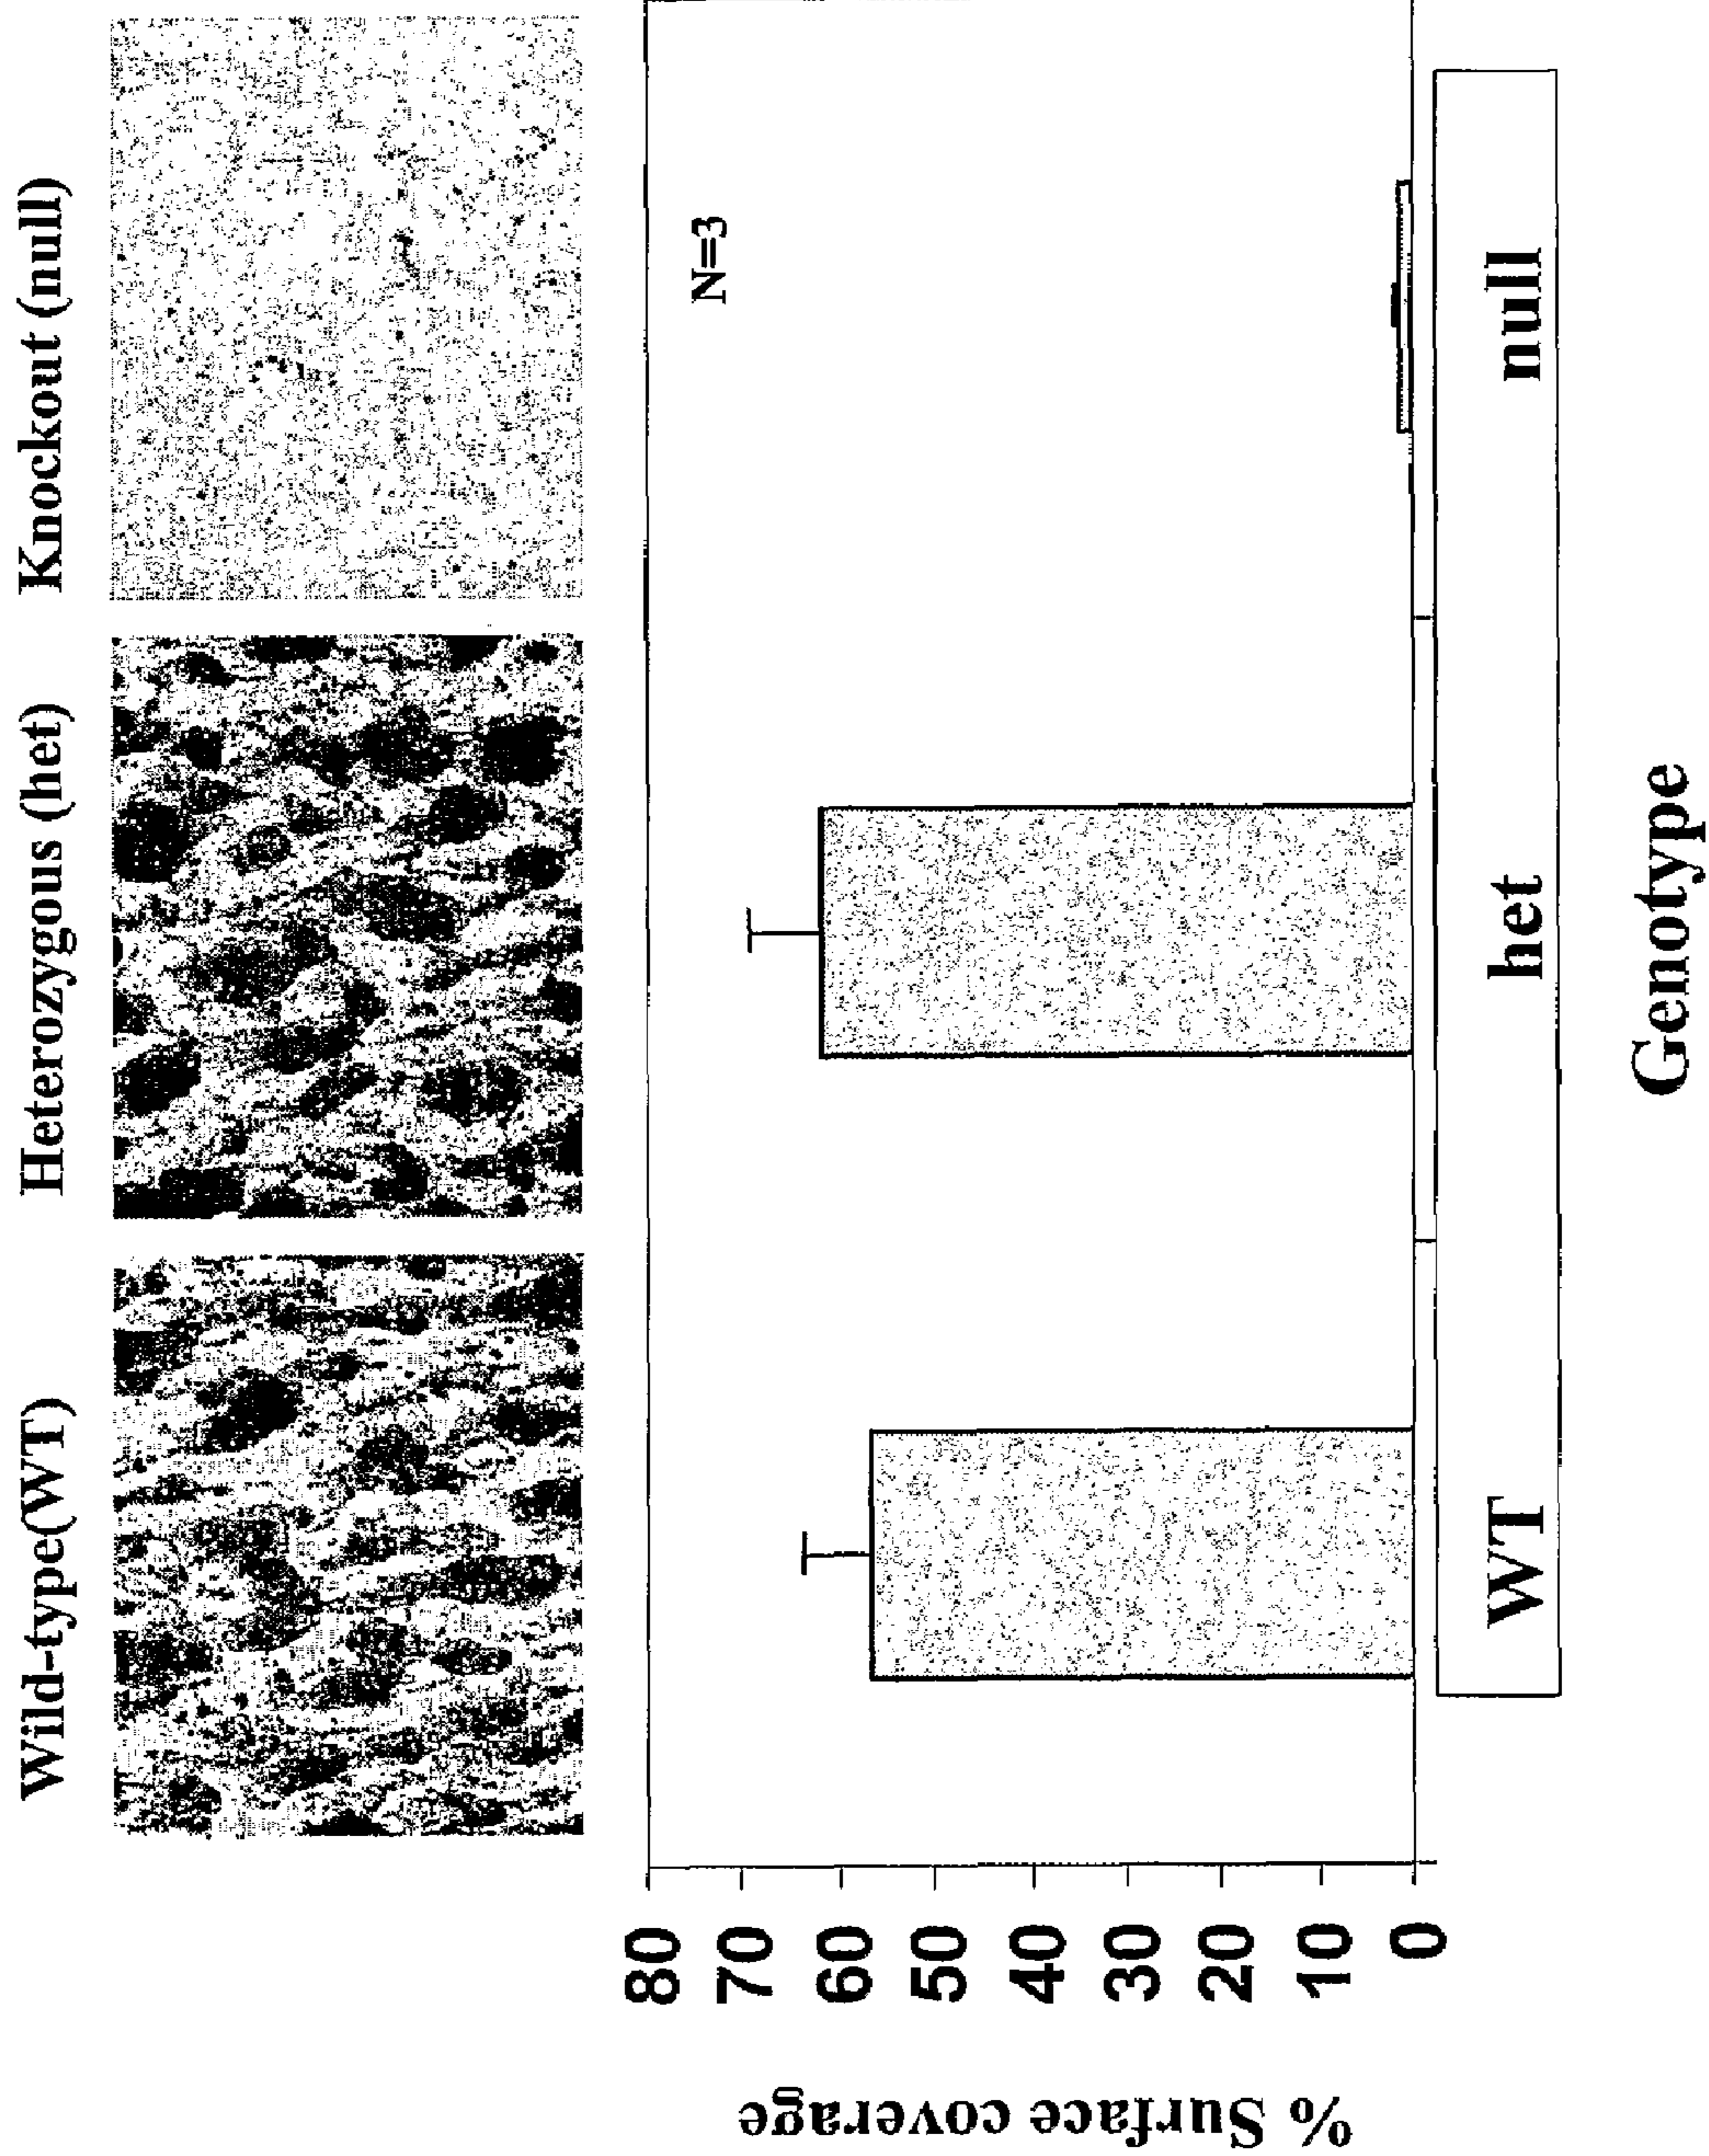 Wild-type(WT)
Heterozygous (het)
Knockout (null)
N=3
% Surface coverage
80
70
60
50
40
30
20
10
0
WT
het
null
Genotype